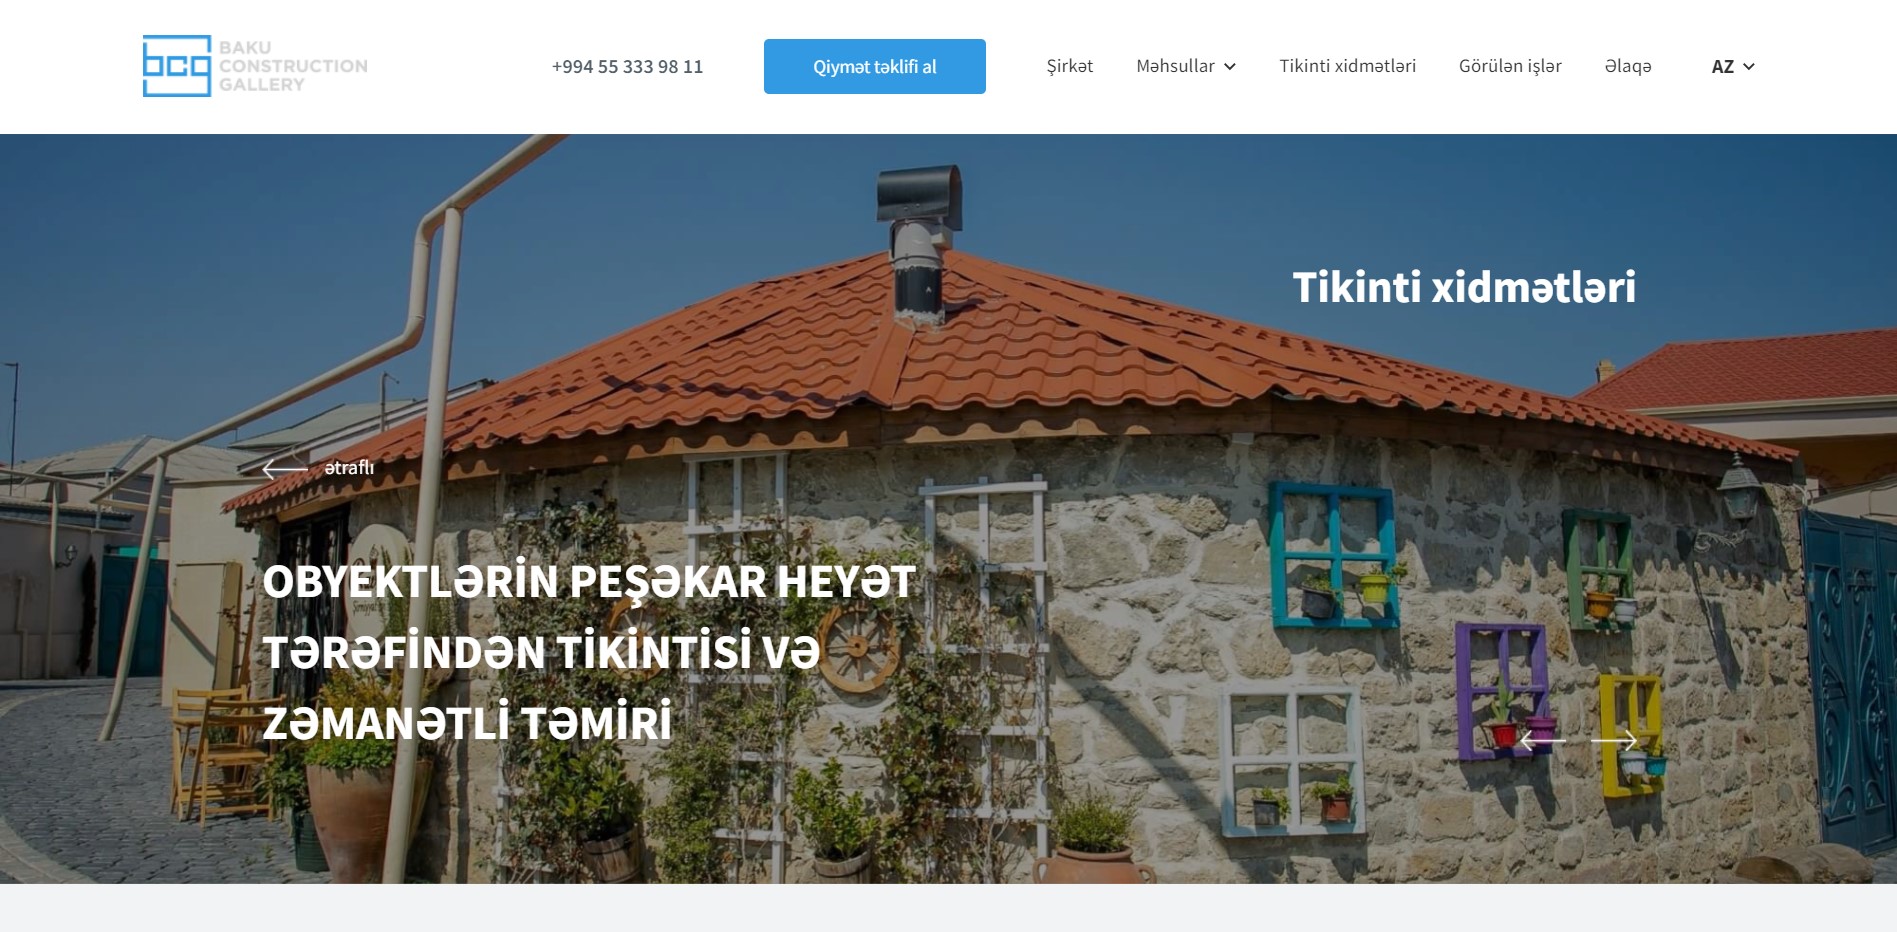 bcg
BAKU
CONSTRUCTION
GALLERY
+994 55 333 98 11
Qiymət təklifi al
Şirkət
Məhsullar
Tikinti xidmətləri
Görülən işlər
Əlaqə
AZ
Tikinti xidmətləri
ətraflı
OBYEKTLƏRİN PEŞƏKAR HEYƏT
TƏRƏFİNDƏN TİKİNTİSİ VƏ
ZƏMANƏTLİ TƏMİRİ